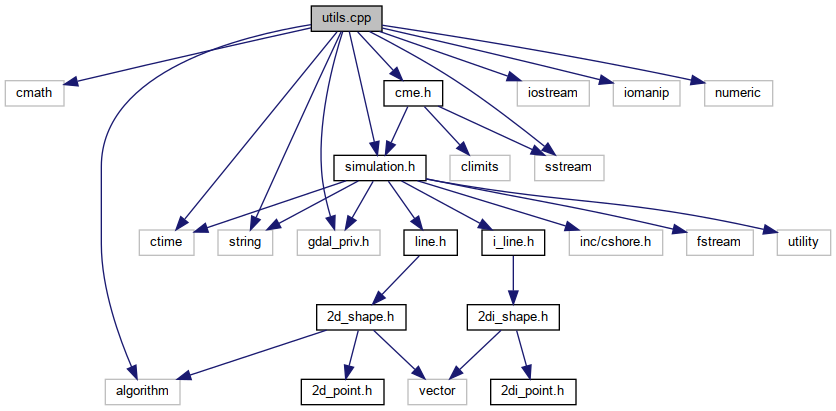 utils.cpp
cmath
cme.h
iostream
iomanip
numeric
simulation.h
climits
sstream
ctime
string
gdal_priv.h
line.h
i_line.h
inc/cshore.h
fstream
utility
2d_shape.h
2di_shape.h
algorithm
2d_point.h
vector
2di_point.h